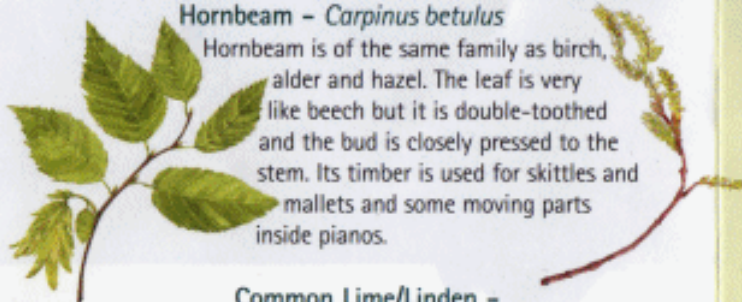 Hornbeam – Carpinus betulus
Hornbeam is of the same family as birch,
alder and hazel. The leaf is very
like beech but it is double-toothed
and the bud is closely pressed to the
stem. Its timber is used for skittles and
mallets and some moving parts
inside pianos.
Common Lime/Linden –